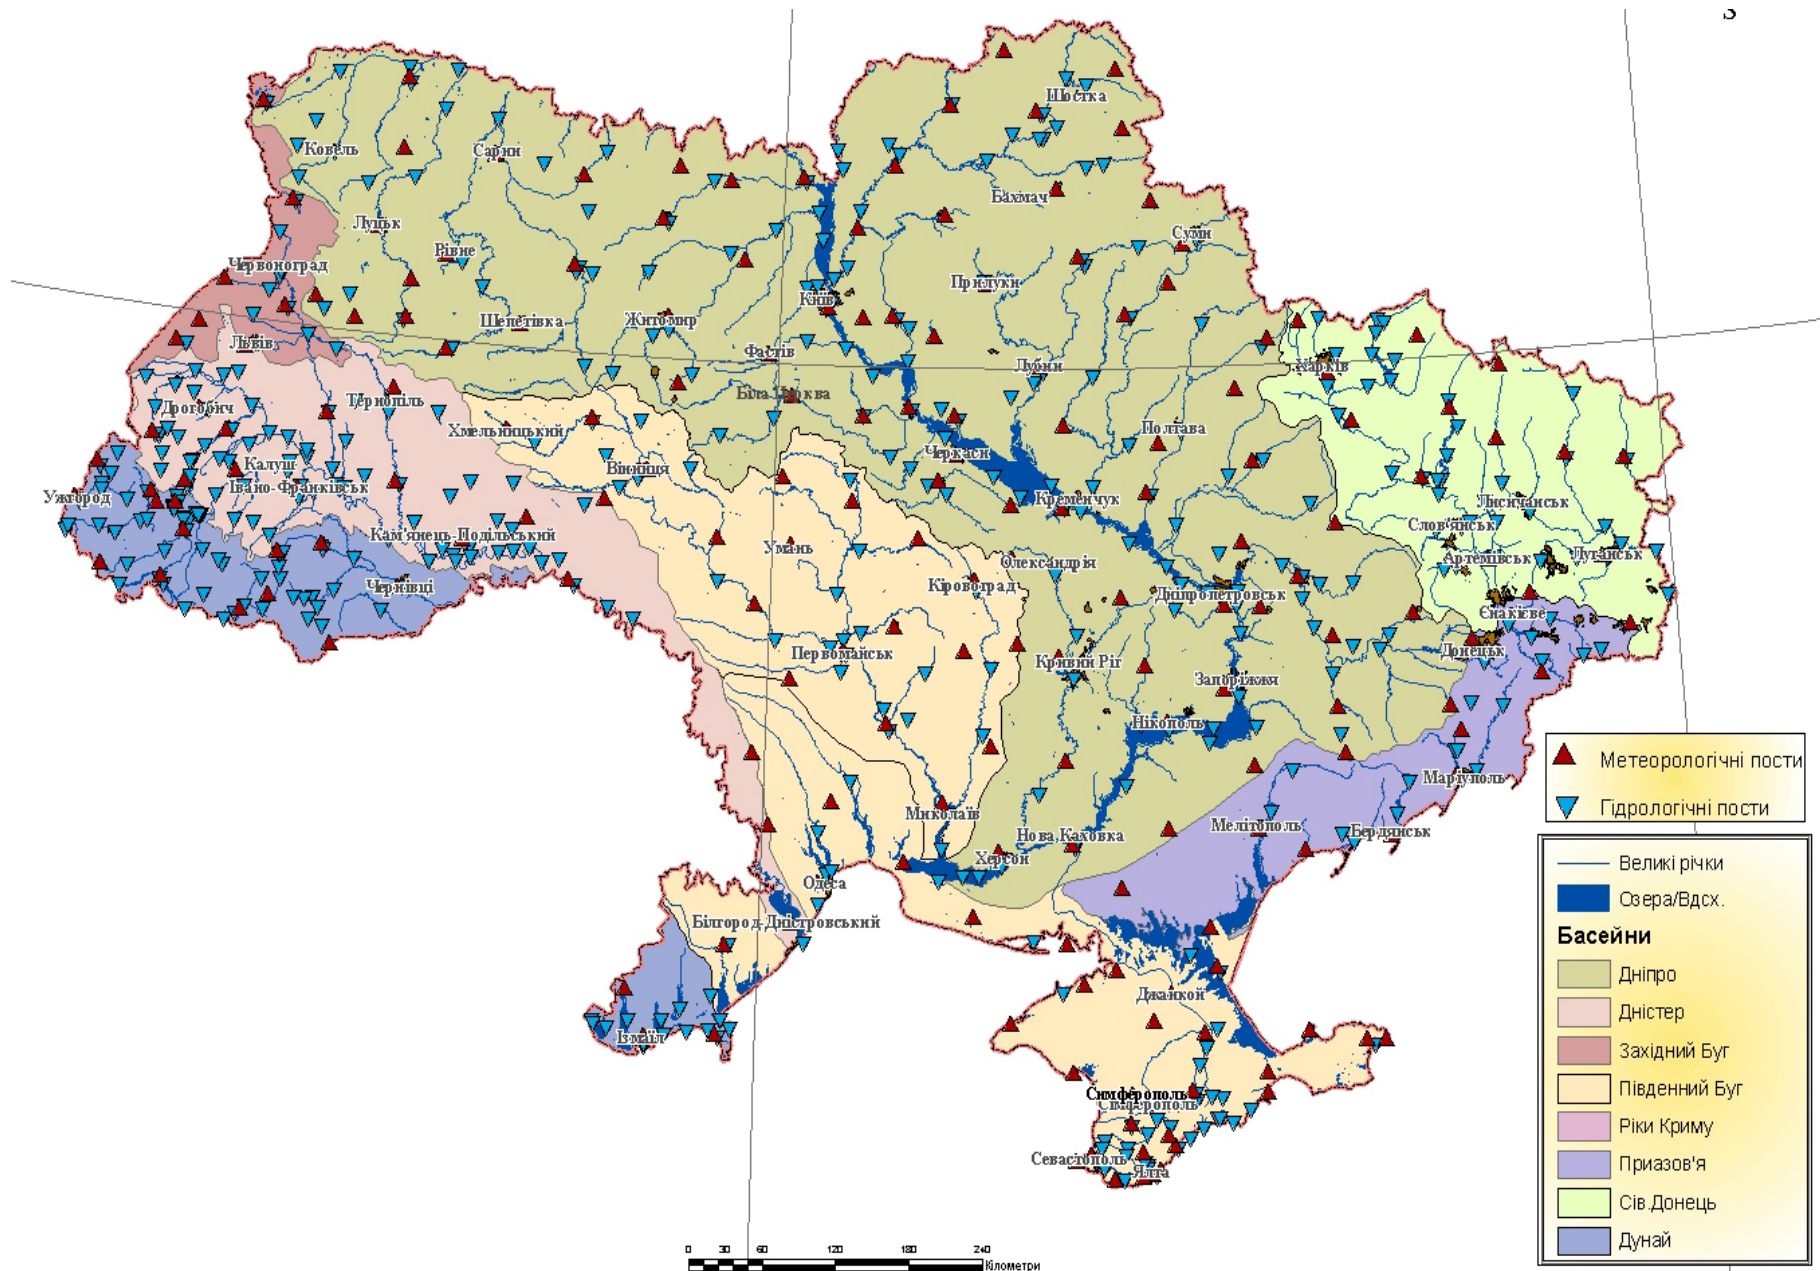 З
Шостка
Ковель
Сарни
Бахмач
Луцьк
Рівне
Суми
Червоноград
Прилуки
Київ
Шепетівка
Житомир
Львів
Фастів
Лубни
Харків
Біла Церква
Дрогобич
Тернопіль
Хмельницький
Полтава
Черкаси
Калуш
Вінниця
Івано-Франківськ
Ужгород
Кременчук
Лисичанськ
Слов'янськ
Кам'янець-Подільський
Умань
Артемівськ
Луганськ
Олександрія
Чернівці
Кіровоград
Дніпропетровськ
Єнакієве
Первомайськ
Кривий Ріг
Донецьк
Запоріжжя
Нікополь
Маріуполь
Миколаїв
Нова Каховка
Мелітополь
Бердянськ
Херсон
Одеса
Білгород-Дністровський
Джанкой
Ізмаїл
Симферополь
Сімферополь
Севастополь
Ялта
Метеорологічні пости
Гідрологічні пости
Великі річки
Озера/Вдсх.
Басейни
Дніпро
Дністер
Західний Буг
Південний Буг
Ріки Криму
Приазов'я
Сів.Донець
Дунай
0 30 60 120 180 240
Кілометри